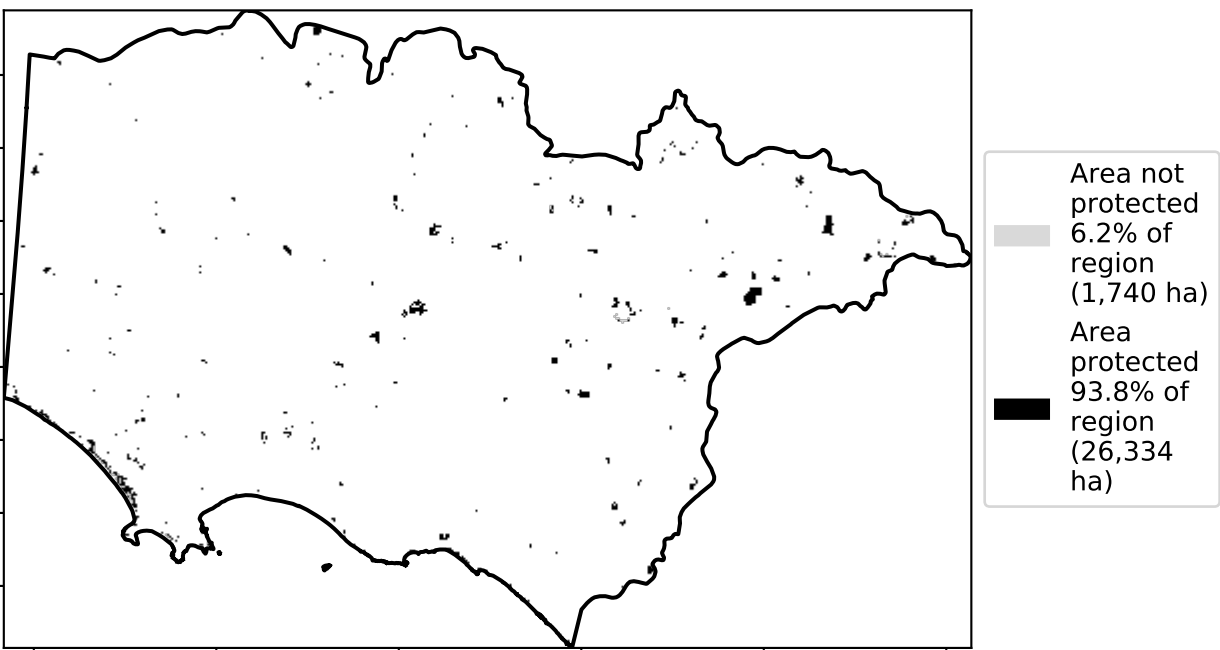 Area not
protected
6.2% of
region
(1,740 ha)
Area
protected
93.8% of
region
(26,334
ha)